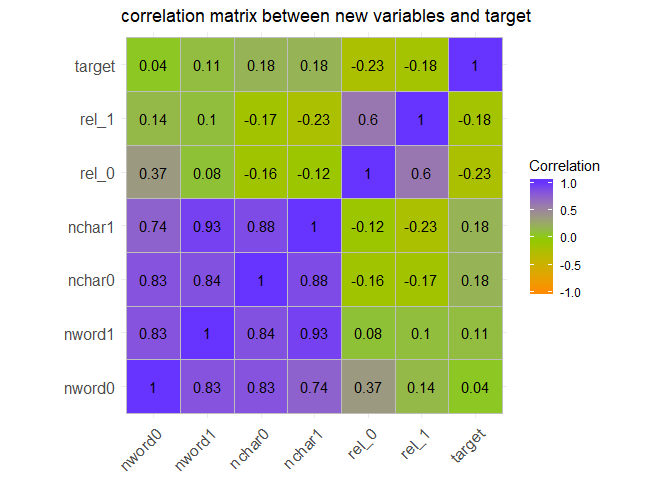 correlation matrix between new variables and target
target 0.04 0.11 0.18 0.18 -0.23 -0.18 1
rel_1 0.14 0.1 -0.17 -0.23 0.6 1 -0.18
rel_0 0.37 0.08 -0.16 -0.12 1 0.6 -0.23
nchar1 0.74 0.93 0.88 1 -0.12 -0.23 0.18
nchar0 0.83 0.84 1 0.88 -0.16 -0.17 0.18
nword1 0.83 1 0.84 0.93 0.08 0.1 0.11
nword0 1 0.83 0.83 0.74 0.37 0.14 0.04
nword0 nword1 nchar0 nchar1 rel_0 rel_1 target
Correlation
1.0
0.5
0.0
-0.5
-1.0